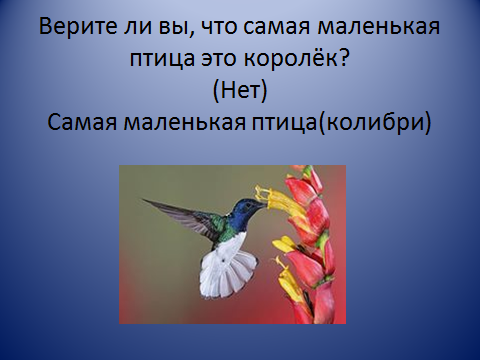 Верите ли вы, что самая маленькая
птица это королёк?
(Нет)
Самая маленькая птица(колибри)